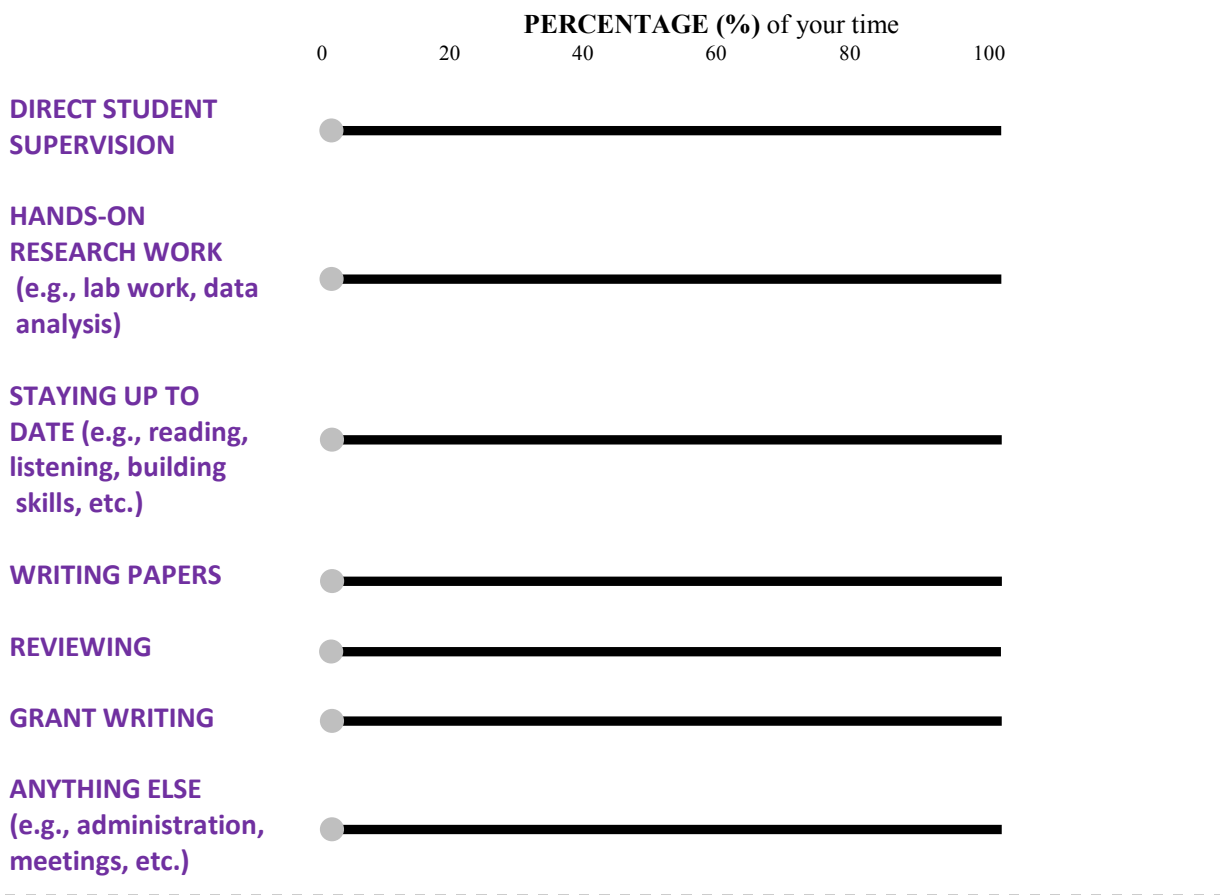 PERCENTAGE (%) of your time
0 20 40 60 80 100
DIRECT STUDENT
SUPERVISION
HANDS-ON
RESEARCH WORK
(e.g., lab work, data
analysis)
STAYING UP TO
DATE (e.g., reading,
listening, building
skills, etc.)
WRITING PAPERS
REVIEWING
GRANT WRITING
ANYTHING ELSE
(e.g., administration,
meetings, etc.)